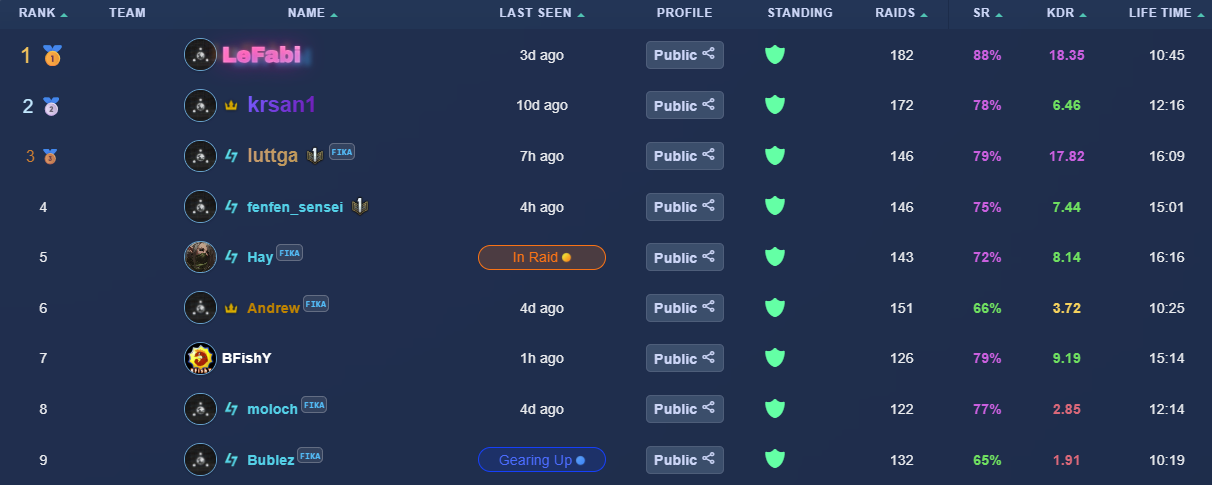 RANK TEAM NAME LAST SEEN PROFILE STANDING RAIDS SR KDR LIFE TIME
1 1 LeFabi 3d ago Public 182 88% 18.35 10:45
2 2 krsan1 10d ago Public 172 78% 6.46 12:16
3 3 luttga 1 FIKA 7h ago Public 146 79% 17.82 16:09
4 fenfen_sensei 1 4h ago Public 146 75% 7.44 15:01
5 Hay FIKA In Raid Public 143 72% 8.14 16:16
6 Andrew FIKA 4d ago Public 151 66% 3.72 10:25
7 BFishY 1h ago Public 126 79% 9.19 15:14
8 moloch FIKA 4d ago Public 122 77% 2.85 12:14
9 Bublez FIKA Gearing Up Public 132 65% 1.91 10:19